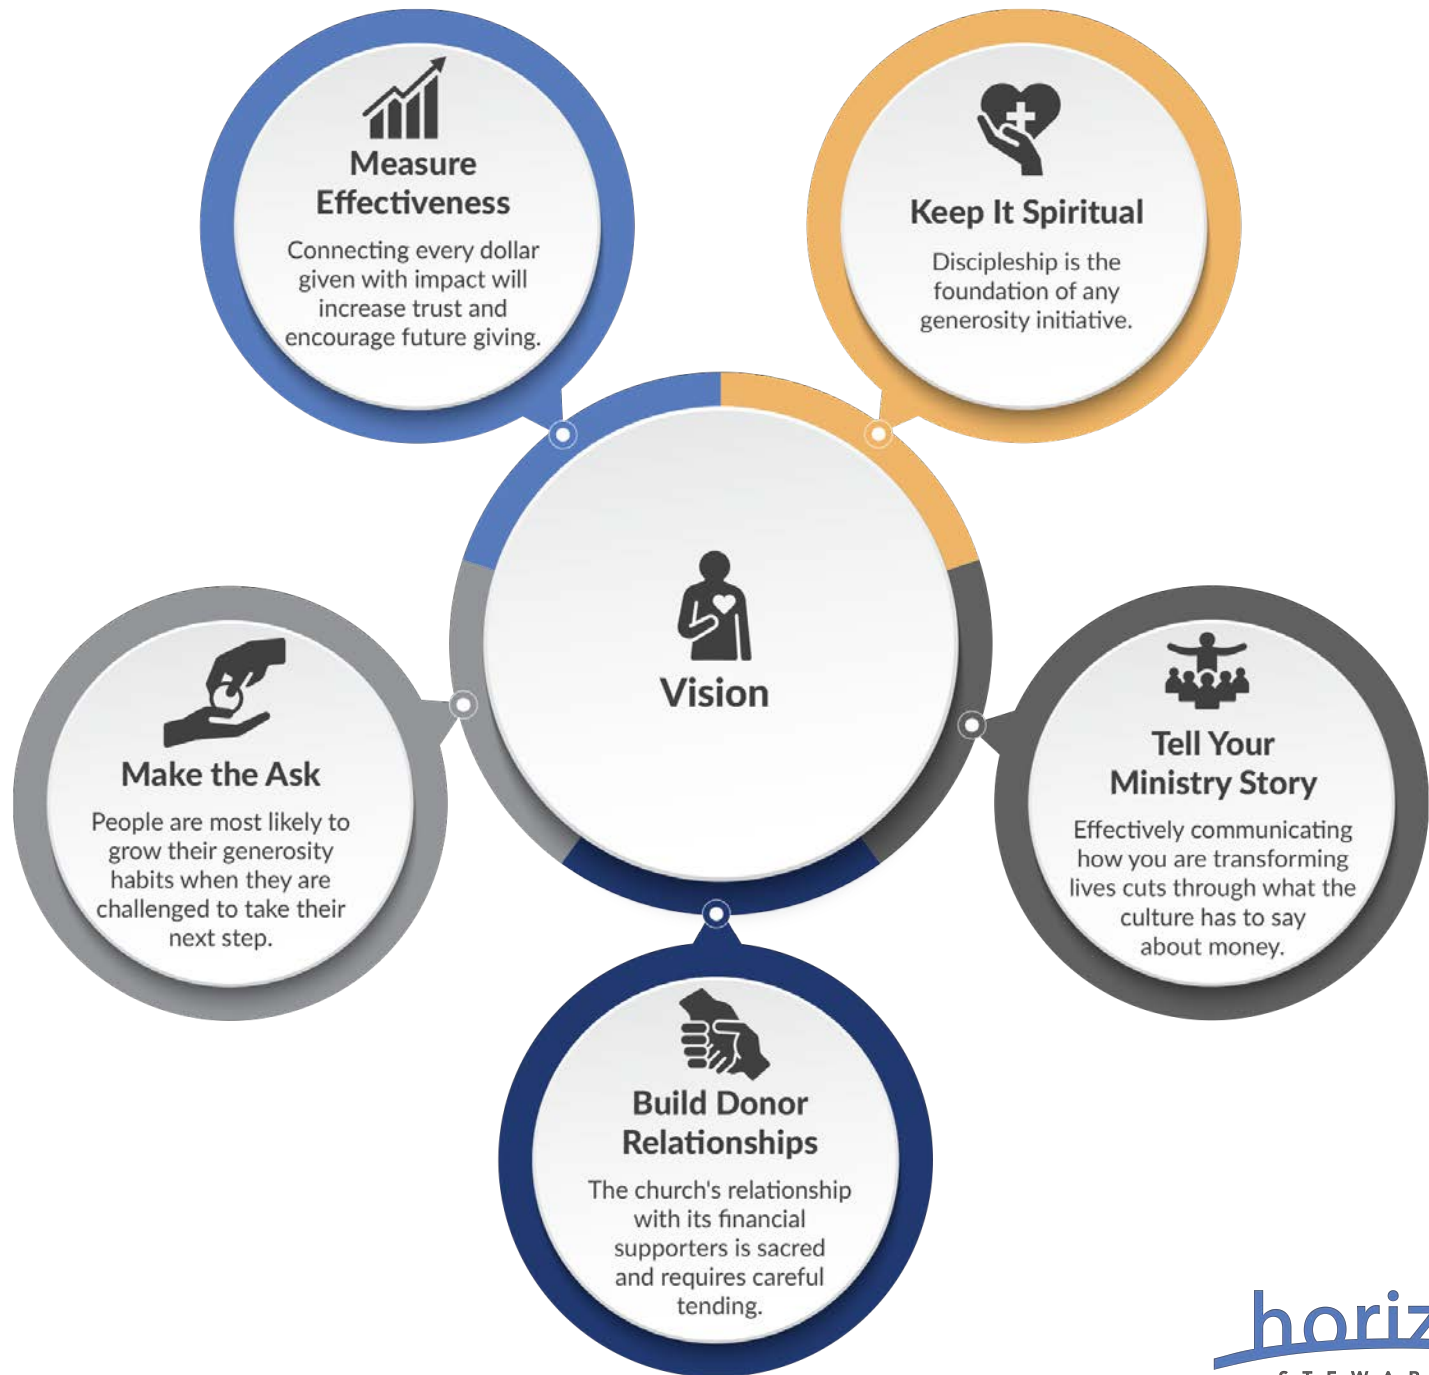 Measure
Effectiveness
Connecting every dollar
given with impact will
increase trust and
encourage future giving.
Keep It Spiritual
Discipleship is the
foundation of any
generosity initiative.
Vision
Make the Ask
People are most likely to
grow their generosity
habits when they are
challenged to take their
next step.
Tell Your
Ministry Story
Effectively communicating
how you are transforming
lives cuts through what the
culture has to say
about money.
Build Donor
Relationships
The church's relationship
with its financial
supporters is sacred
and requires careful
tending.
horiz